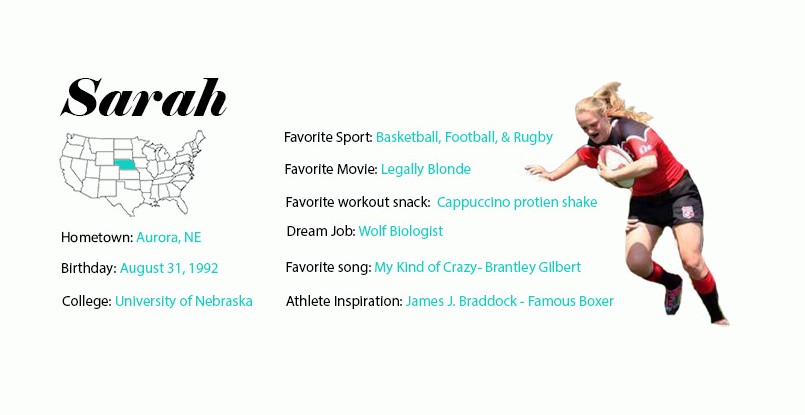 Sarah
Hometown: Aurora, NE
Birthday: August 31, 1992
College: University of Nebraska
Favorite Sport: Basketball, Football, & Rugby
Favorite Movie: Legally Blonde
Favorite workout snack: Cappuccino protien shake
Dream Job: Wolf Biologist
Favorite song: My Kind of Crazy- Brantley Gilbert
Athlete Inspiration: James J. Braddock - Famous Boxer